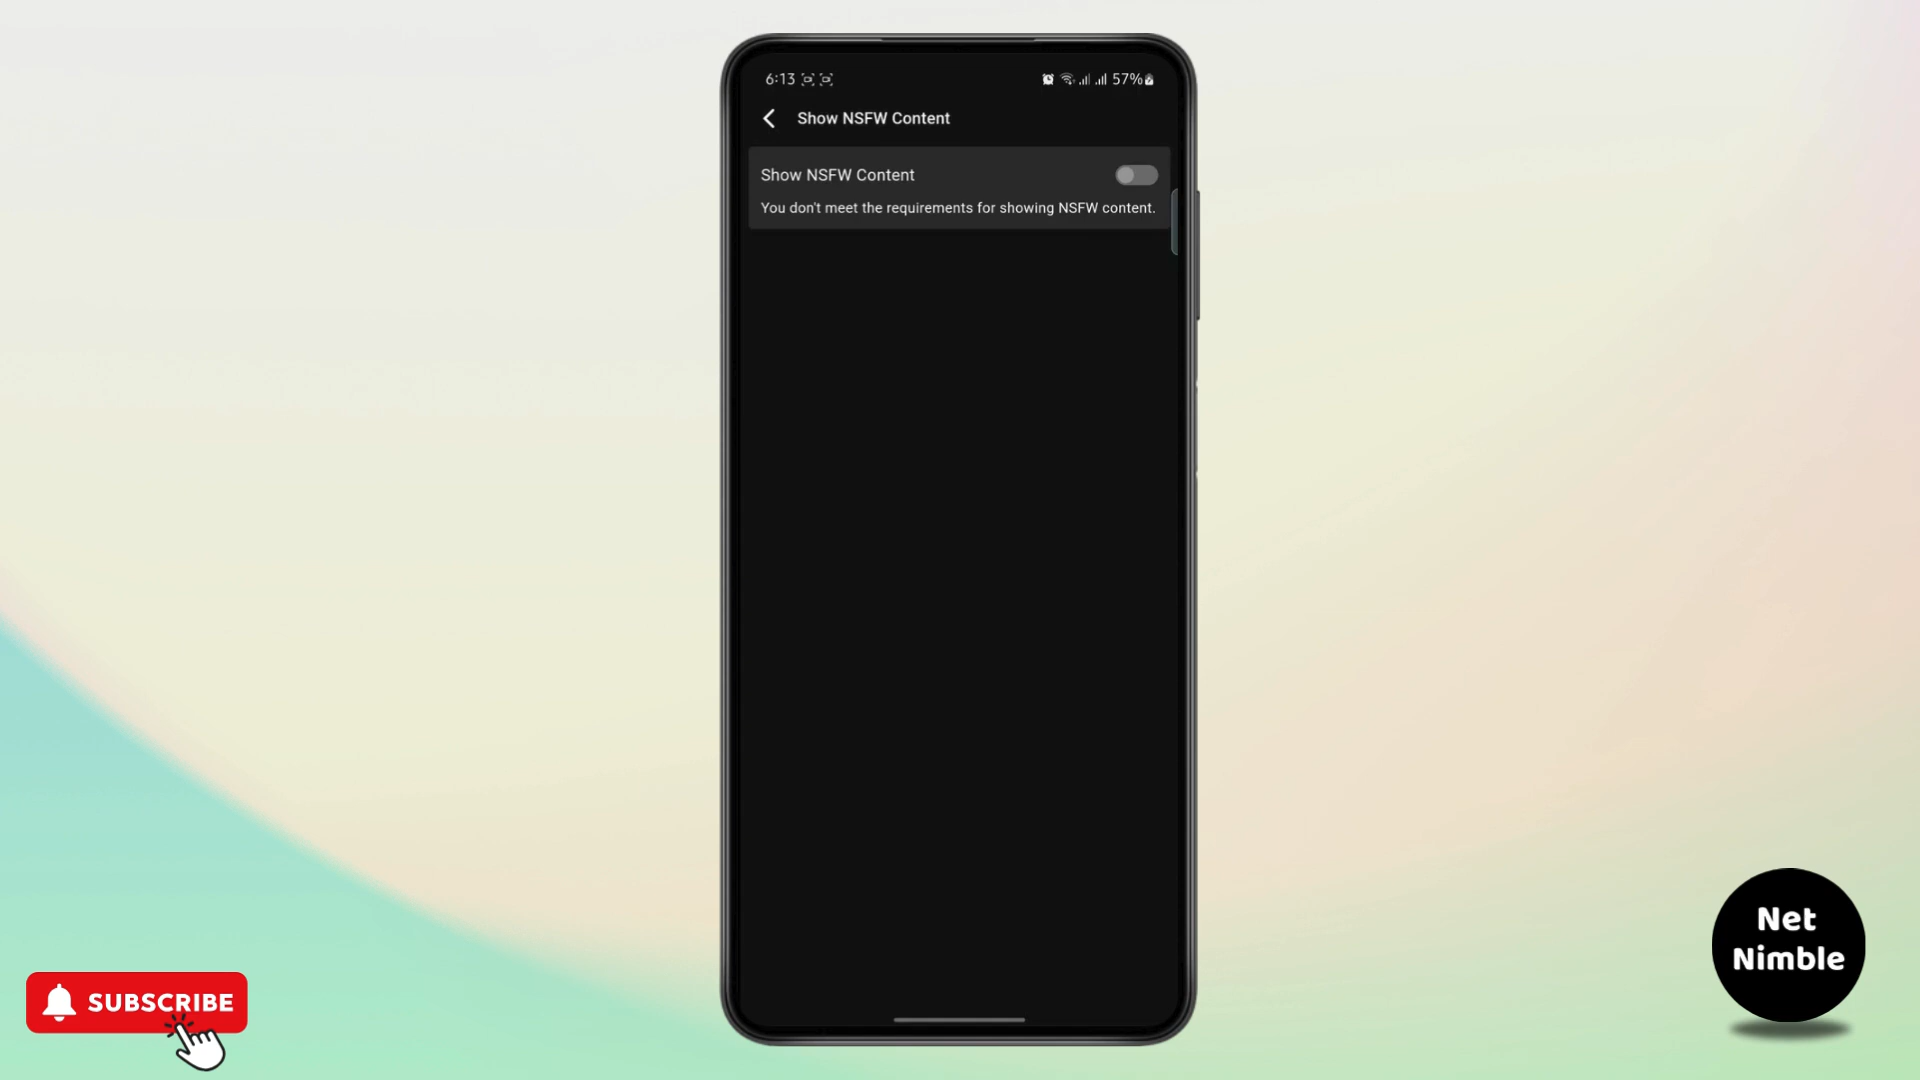 6:13
57%
Show NSFW Content
Show NSFW Content
You don't meet the requirements for showing NSFW content.
SUBSCRIBE
Net
Nimble